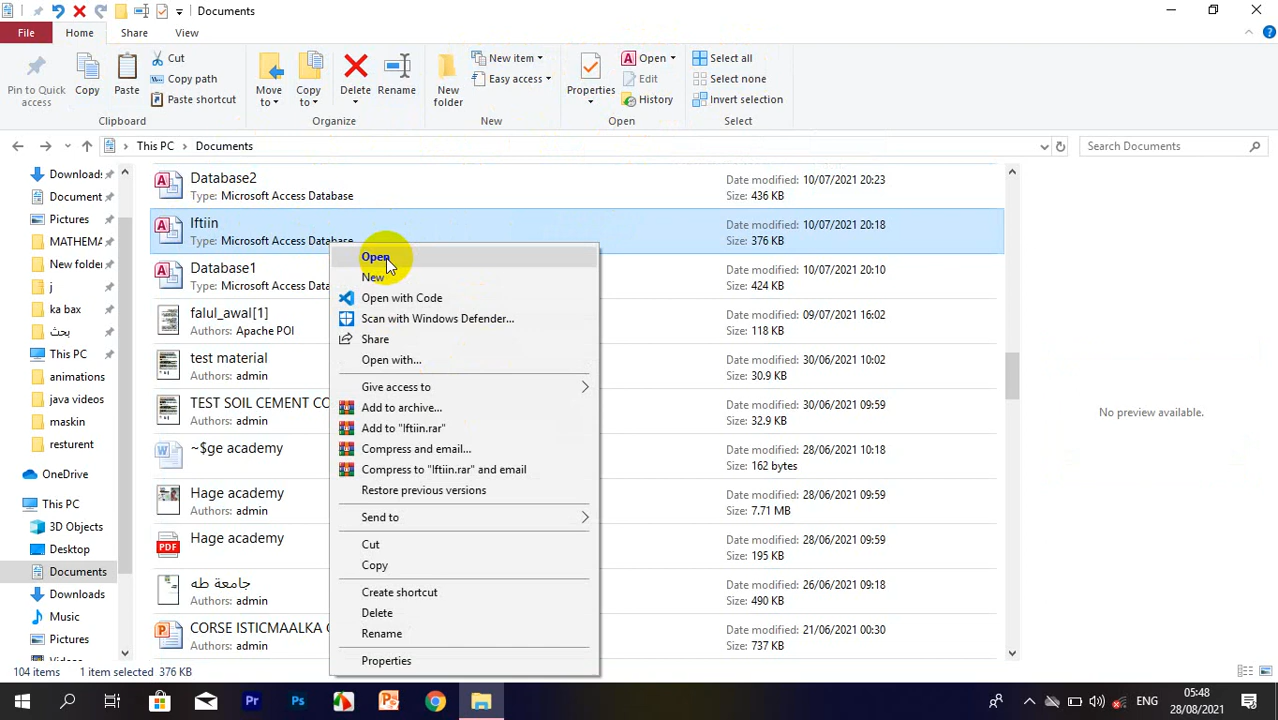 Documents
File
Home
Share
View
Pin to Quick
access
Copy
Paste
Cut
Copy path
Paste shortcut
Clipboard
Move
to
Copy
to
Delete
Rename
Organize
New
folder
New item
Easy access
New
Properties
Open
Edit
History
Open
Select all
Select none
Invert selection
Select
This PC
Documents
Search Documents
Downloads
Document
Pictures
MATHEMA
New folder
j
ka bax
بحث
This PC
animations
java videos
maskin
resturent
OneDrive
This PC
3D Objects
Desktop
Documents
Downloads
Music
Pictures
Videos
Database2
Type: Microsoft Access Database
Date modified: 10/07/2021 20:23
Size: 436 KB
Iftiin
Type: Microsoft Access Database
Date modified: 10/07/2021 20:18
Size: 376 KB
Database1
Type: Microsoft Access Data
Date modified: 10/07/2021 20:10
Size: 424 KB
falul_awal[1]
Authors: Apache POI
Date modified: 09/07/2021 16:02
Size: 118 KB
test material
Authors: admin
Date modified: 30/06/2021 10:02
Size: 30.9 KB
TEST SOIL CEMENT CO
Authors: admin
Date modified: 30/06/2021 09:59
Size: 32.9 KB
~$ge academy
Date modified: 28/06/2021 09:59
Size: 162 bytes
Hage academy
Authors: admin
Date modified: 28/06/2021 09:59
Size: 7.71 MB
Hage academy
Date modified: 28/06/2021 09:59
Size: 195 KB
جامعة طه
Authors: admin
Date modified: 26/06/2021 09:59
Size: 490 KB
CORSE ISTICMAALKA
Authors: admin
Date modified: 21/06/2021 00:30
Size: 737 KB
Open
New
Open with Code
Scan with Windows Defender...
Share
Open with...
Give access to
Add to archive...
Add to "Iftiin.rar"
Compress and email...
Compress to "Iftiin.rar" and email
Restore previous versions
Send to
Cut
Copy
Create shortcut
Delete
Rename
Properties
No preview available.
104 items
1 item selected 376 KB
PDF
Pr
Ps
ENG
05:48
28/08/2021